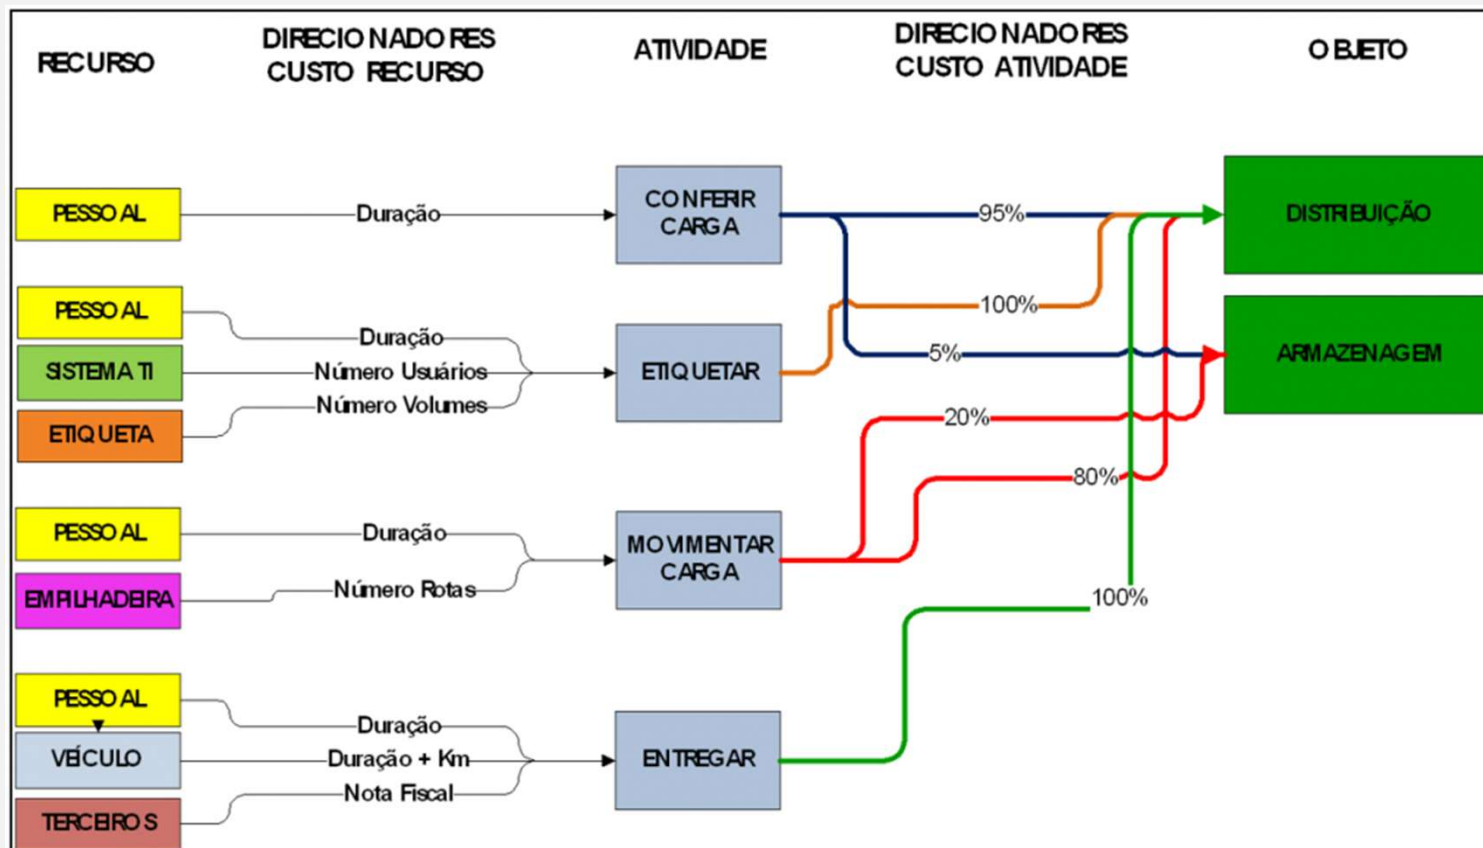 RECURSO
DIRECIONADORES
CUSTO RECURSO
ATIVIDADE
DIRECIONADORES
CUSTO ATIVIDADE
OBJETO
PESSOAL
Duração
CONFERIR
CARGA
95%
DISTRIBUIÇÃO
PESSOAL
SISTEMA TI
ETIQUETA
Duração
Número Usuários
Número Volumes
ETIQUETAR
100%
5%
ARMAZENAGEM
20%
80%
PESSOAL
EMPILHADEIRA
Duração
Número Rotas
MOVIMENTAR
CARGA
100%
PESSOAL
VEÍCULO
TERCEIROS
Duração
Duração + Km
Nota Fiscal
ENTREGAR